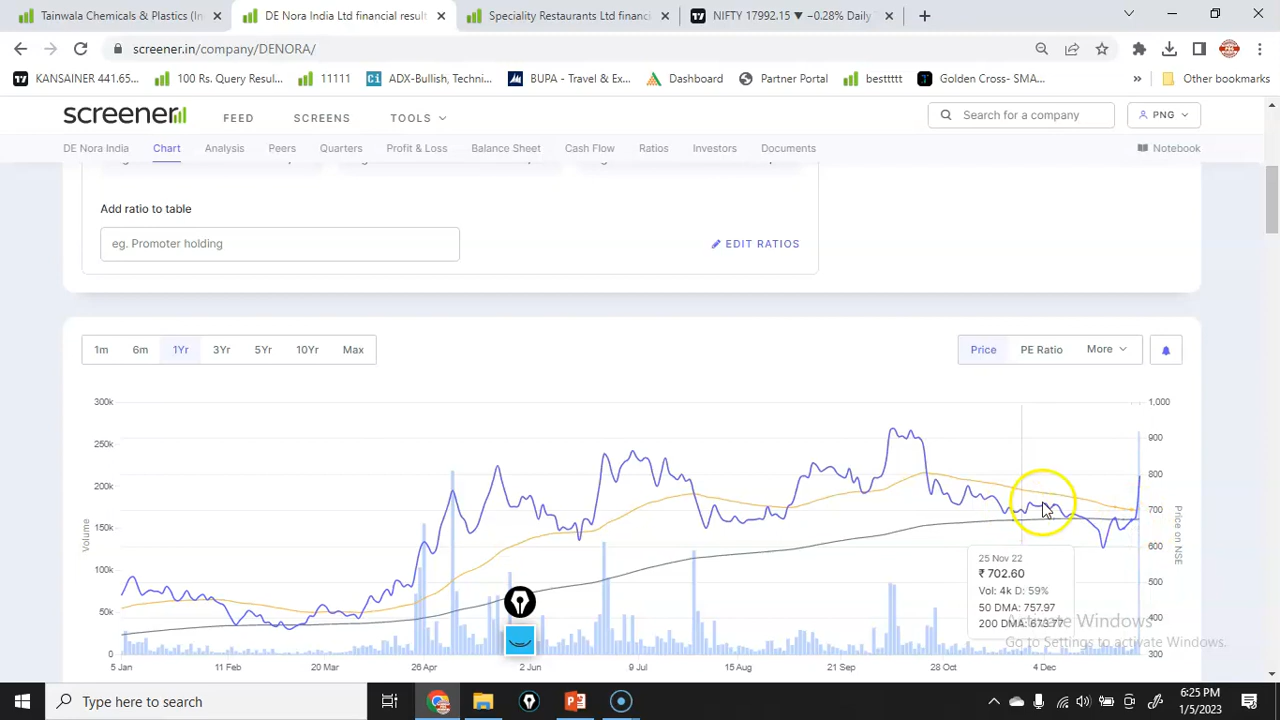 Tainwala Chemicals & Plastics (In
DE Nora India Ltd financial result
Speciality Restaurants Ltd financi
NIFTY 17992.15 ▼ −0.28% Daily
screener.in/company/DENORA/
KANSAINER 441.65...
100 Rs. Query Resul...
11111
ADX-Bullish, Techni...
BUPA - Travel & Ex...
Dashboard
Partner Portal
besttttt
Golden Cross- SMA...
»
Other bookmarks
screener
FEED
SCREENS
TOOLS
Search for a company
PNG
DE Nora India
Chart
Analysis
Peers
Quarters
Profit & Loss
Balance Sheet
Cash Flow
Ratios
Investors
Documents
Notebook
Add ratio to table
eg. Promoter holding
EDIT RATIOS
1m
6m
1Yr
3Yr
5Yr
10Yr
Max
Price
PE Ratio
More
300k
250k
200k
150k
100k
50k
0
Volume
1,000
900
800
700
600
500
400
300
Price on NSE
25 Nov 22
₹ 702.60
Vol: 4k D: 59%
50 DMA: 757.97
200 DMA: 673.77
Activate Windows
Go to Settings to activate Windows.
5 Jan
11 Feb
20 Mar
26 Apr
2 Jun
9 Jul
15 Aug
21 Sep
28 Oct
4 Dec
Type here to search
6:25 PM
1/5/2023